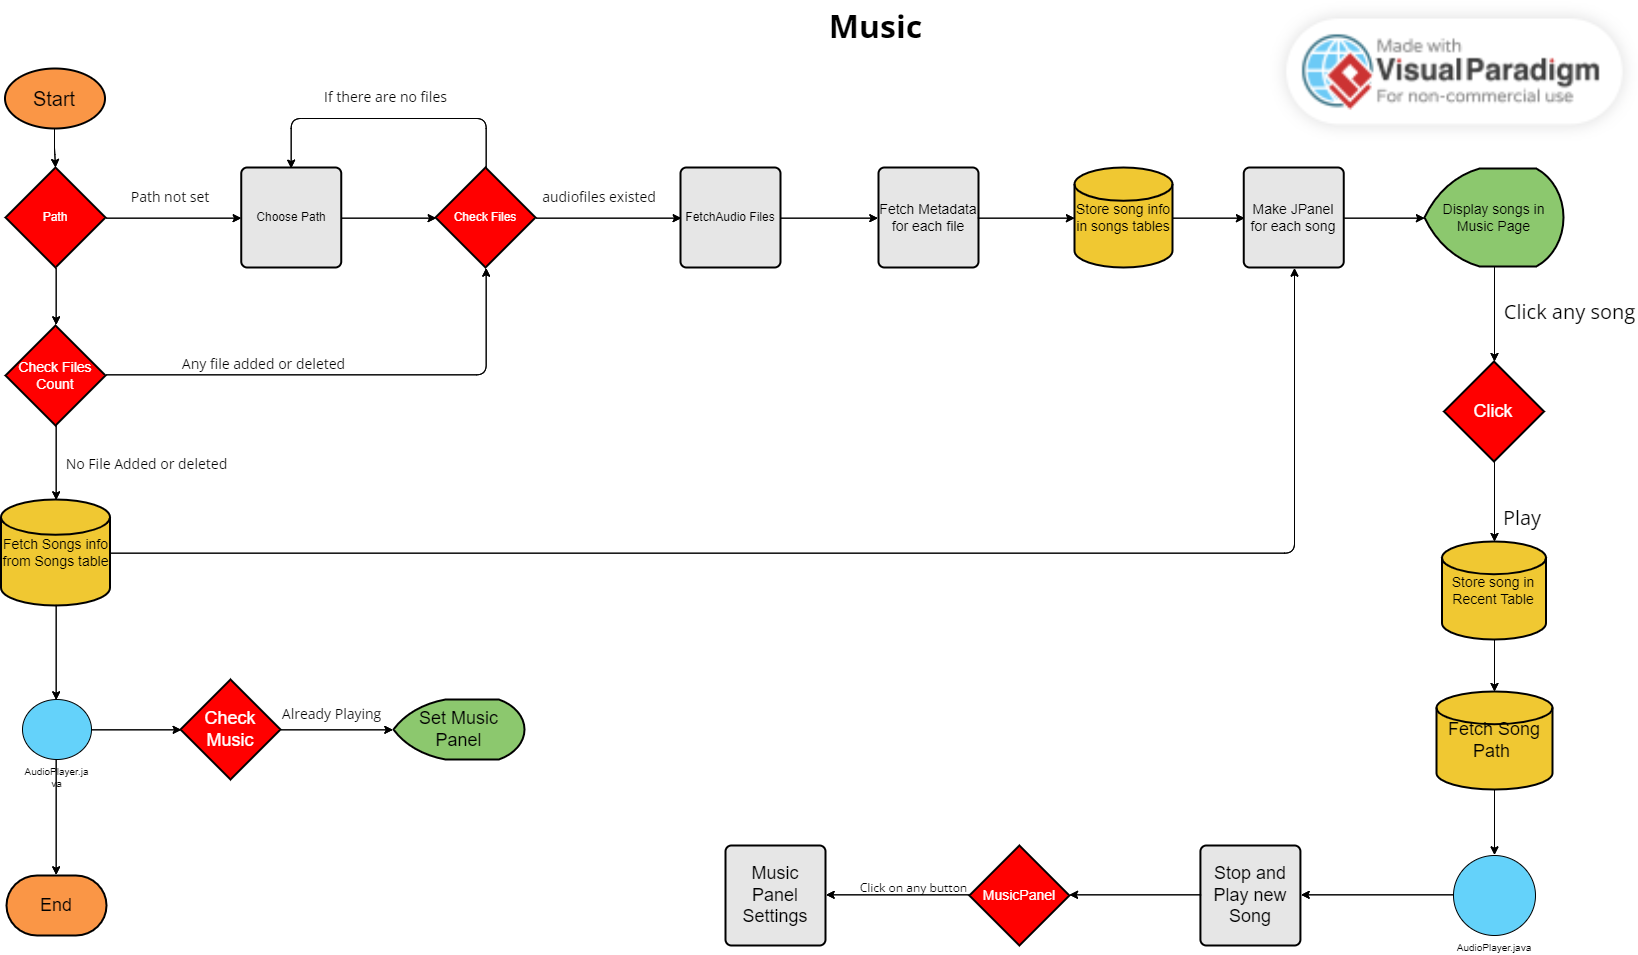 Music
Made with
Visual Paradigm
For non-commercial use
Start
If there are no files
Path
Path not set
Choose Path
Check Files
audiofiles existed
FetchAudio Files
Fetch Metadata
for each file
Store song info
in songs tables
Make JPanel
for each song
Display songs in
Music Page
Click any song
Check Files
Count
Any file added or deleted
Click
No File Added or deleted
Play
Fetch Songs info
from Songs table
Store song in
Recent Table
Check
Music
Already Playing
Set Music
Panel
Fetch Song
Path
AudioPlayer.ja
va
End
Music
Panel
Settings
Click on any button
MusicPanel
Stop and
Play new
Song
AudioPlayer.java